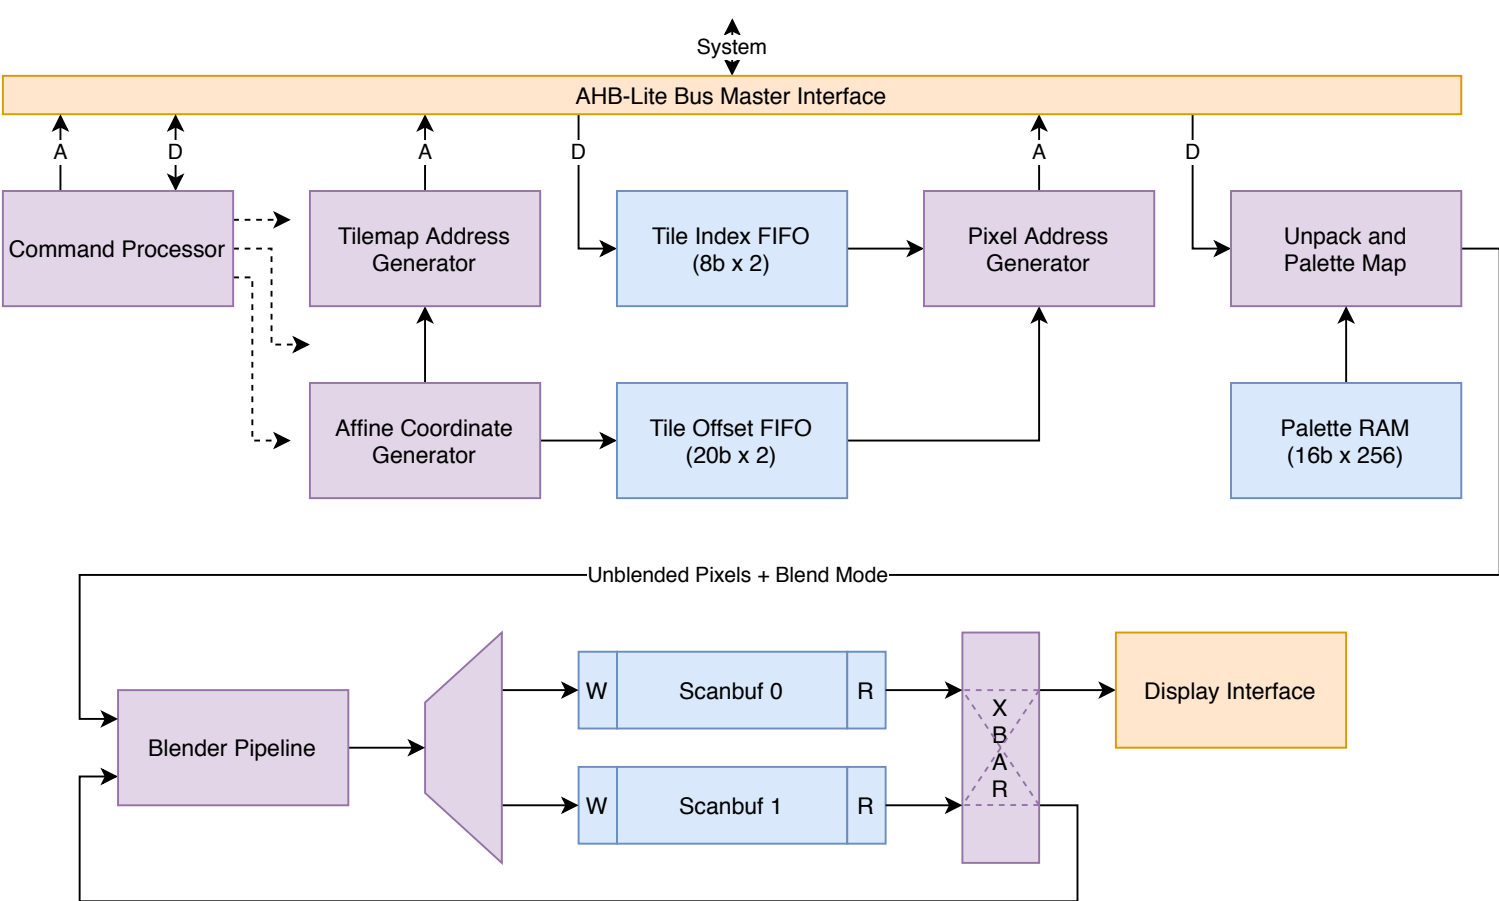 System
AHB-Lite Bus Master Interface
A
D
A
D
A
D
Command Processor
Tilemap Address
Generator
Tile Index FIFO
(8b x 2)
Pixel Address
Generator
Unpack and
Palette Map
Affine Coordinate
Generator
Tile Offset FIFO
(20b x 2)
Palette RAM
(16b x 256)
Unblended Pixels + Blend Mode
Blender Pipeline
W
Scanbuf 0
R
W
Scanbuf 1
R
X
B
A
R
Display Interface